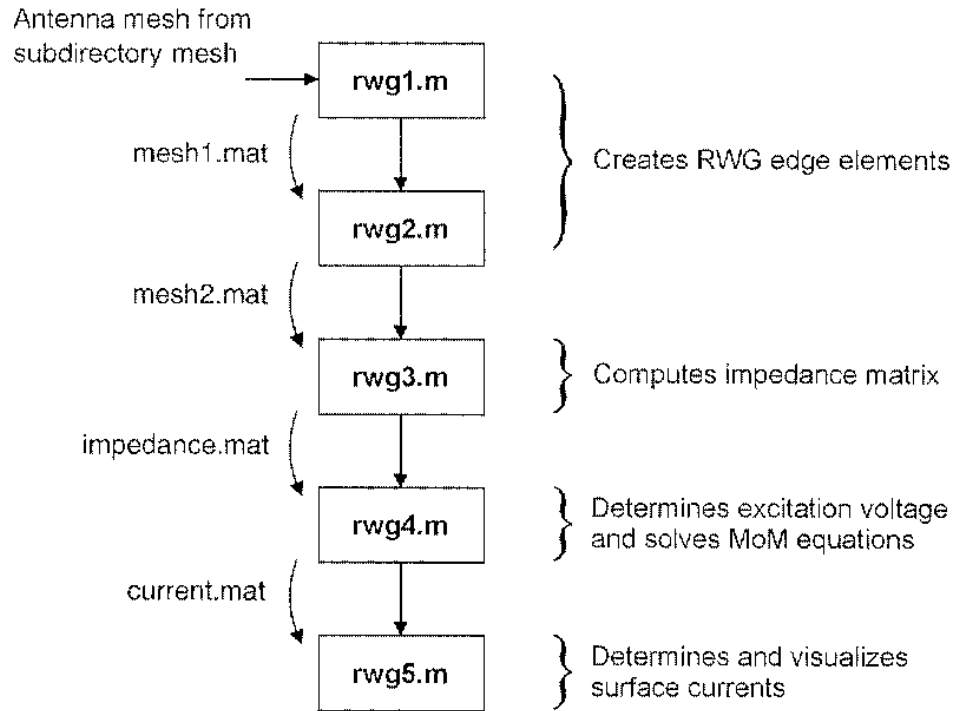 Antenna mesh from
subdirectory mesh
rwg1.m
mesh1.mat
Creates RWG edge elements
rwg2.m
mesh2.mat
rwg3.m
Computes impedance matrix
impedance.mat
rwg4.m
Determines excitation voltage
and solves MoM equations
current.mat
rwg5.m
Determines and visualizes
surface currents